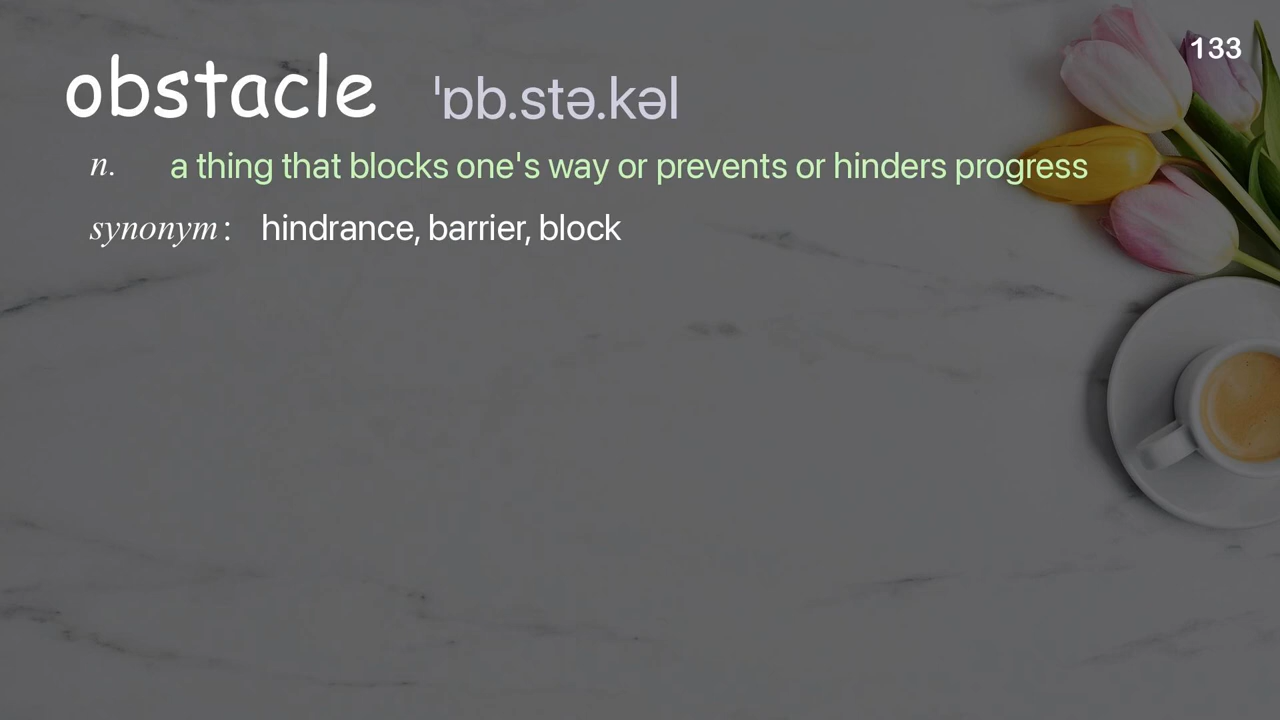 133
obstacle ˈɒb.stə.kəl
n. a thing that blocks one's way or prevents or hinders progress
synonym: hindrance, barrier, block